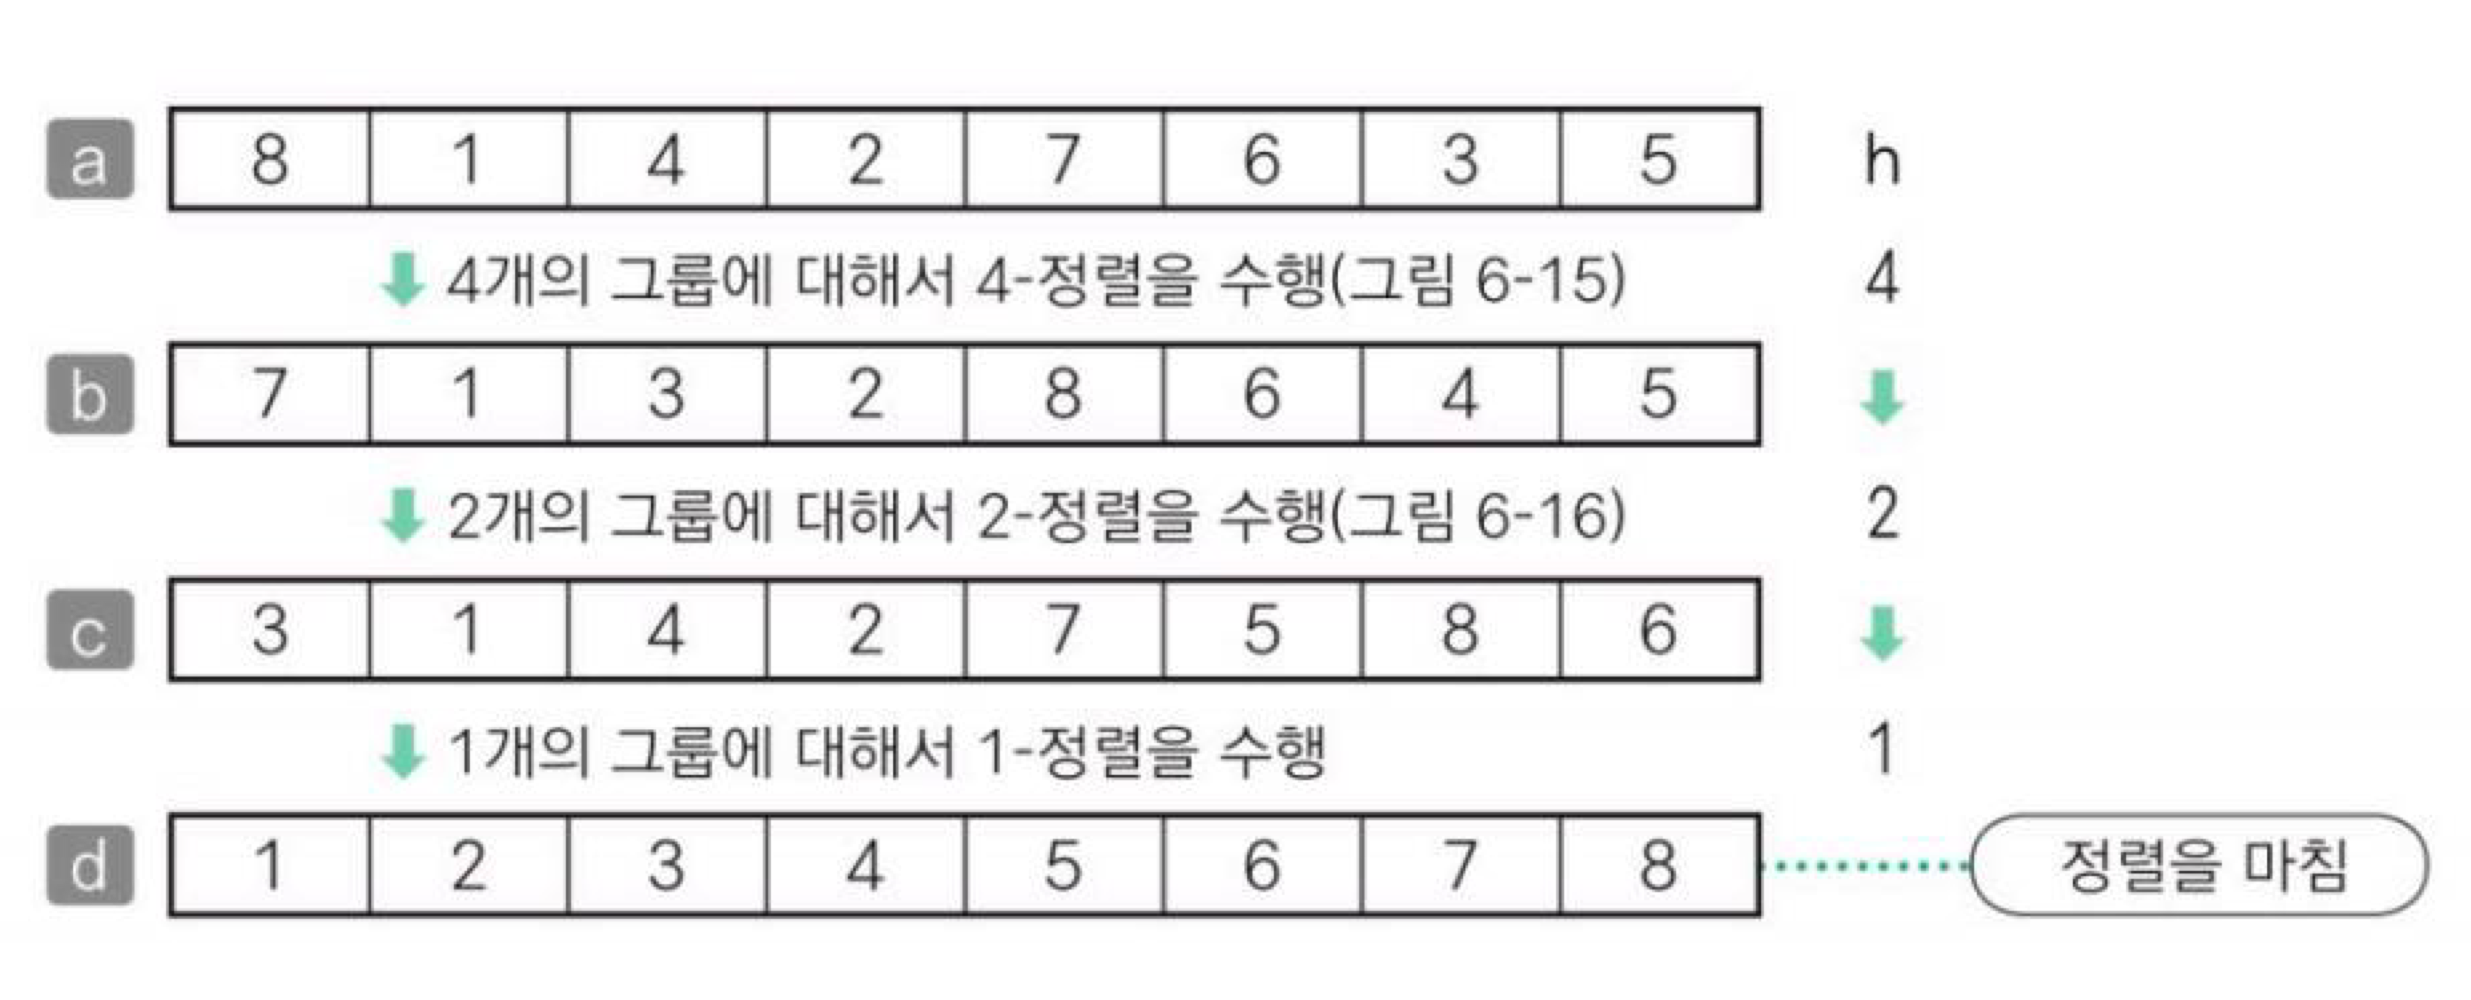 a 8 1 4 2 7 6 3 5 h
4개의 그룹에 대해서 4-정렬을 수행(그림 6-15) 4
b 7 1 3 2 8 6 4 5
2개의 그룹에 대해서 2-정렬을 수행(그림 6-16) 2
c 3 1 4 2 7 5 8 6
1개의 그룹에 대해서 1-정렬을 수행 1
d 1 2 3 4 5 6 7 8 정렬을 마침